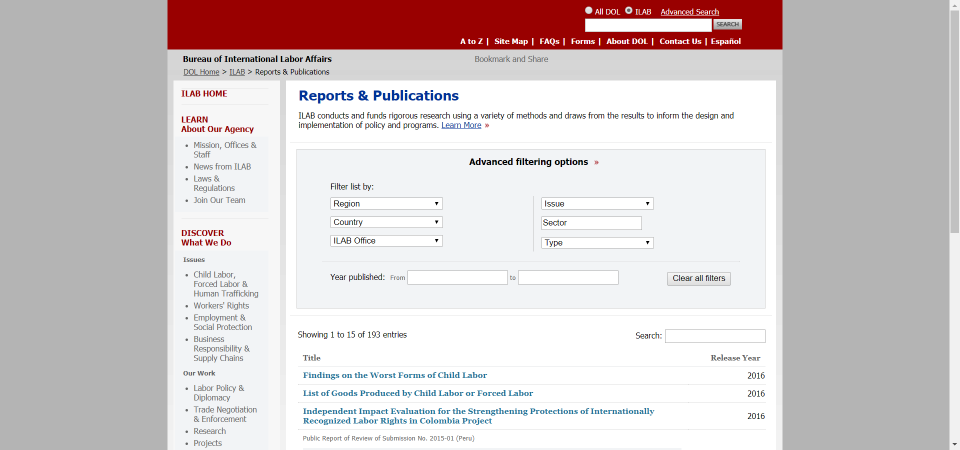 All DOL ILAB Advanced Search
SEARCH
A to Z | Site Map | FAQs | Forms | About DOL | Contact Us | Español
Bureau of International Labor Affairs
Bookmark and Share
DOL Home > ILAB > Reports & Publications
ILAB HOME
LEARN
About Our Agency
Mission, Offices &
Staff
News from ILAB
Laws &
Regulations
Join Our Team
DISCOVER
What We Do
Issues
Child Labor,
Forced Labor &
Human Trafficking
Workers' Rights
Employment &
Social Protection
Business
Responsibility &
Supply Chains
Our Work
Labor Policy &
Diplomacy
Trade Negotiation
& Enforcement
Research
Projects
Reports & Publications
ILAB conducts and funds rigorous research using a variety of methods and draws from the results to inform the design and
implementation of policy and programs. Learn More »
Advanced filtering options »
Filter list by:
Region
Country
ILAB Office
Issue
Sector
Type
Year published: From to
Clear all filters
Showing 1 to 15 of 193 entries
Search:
Title Release Year
Findings on the Worst Forms of Child Labor 2016
List of Goods Produced by Child Labor or Forced Labor 2016
Independent Impact Evaluation for the Strengthening Protections of Internationally
Recognized Labor Rights in Colombia Project 2016
Public Report of Review of Submission No. 2015-01 (Peru)